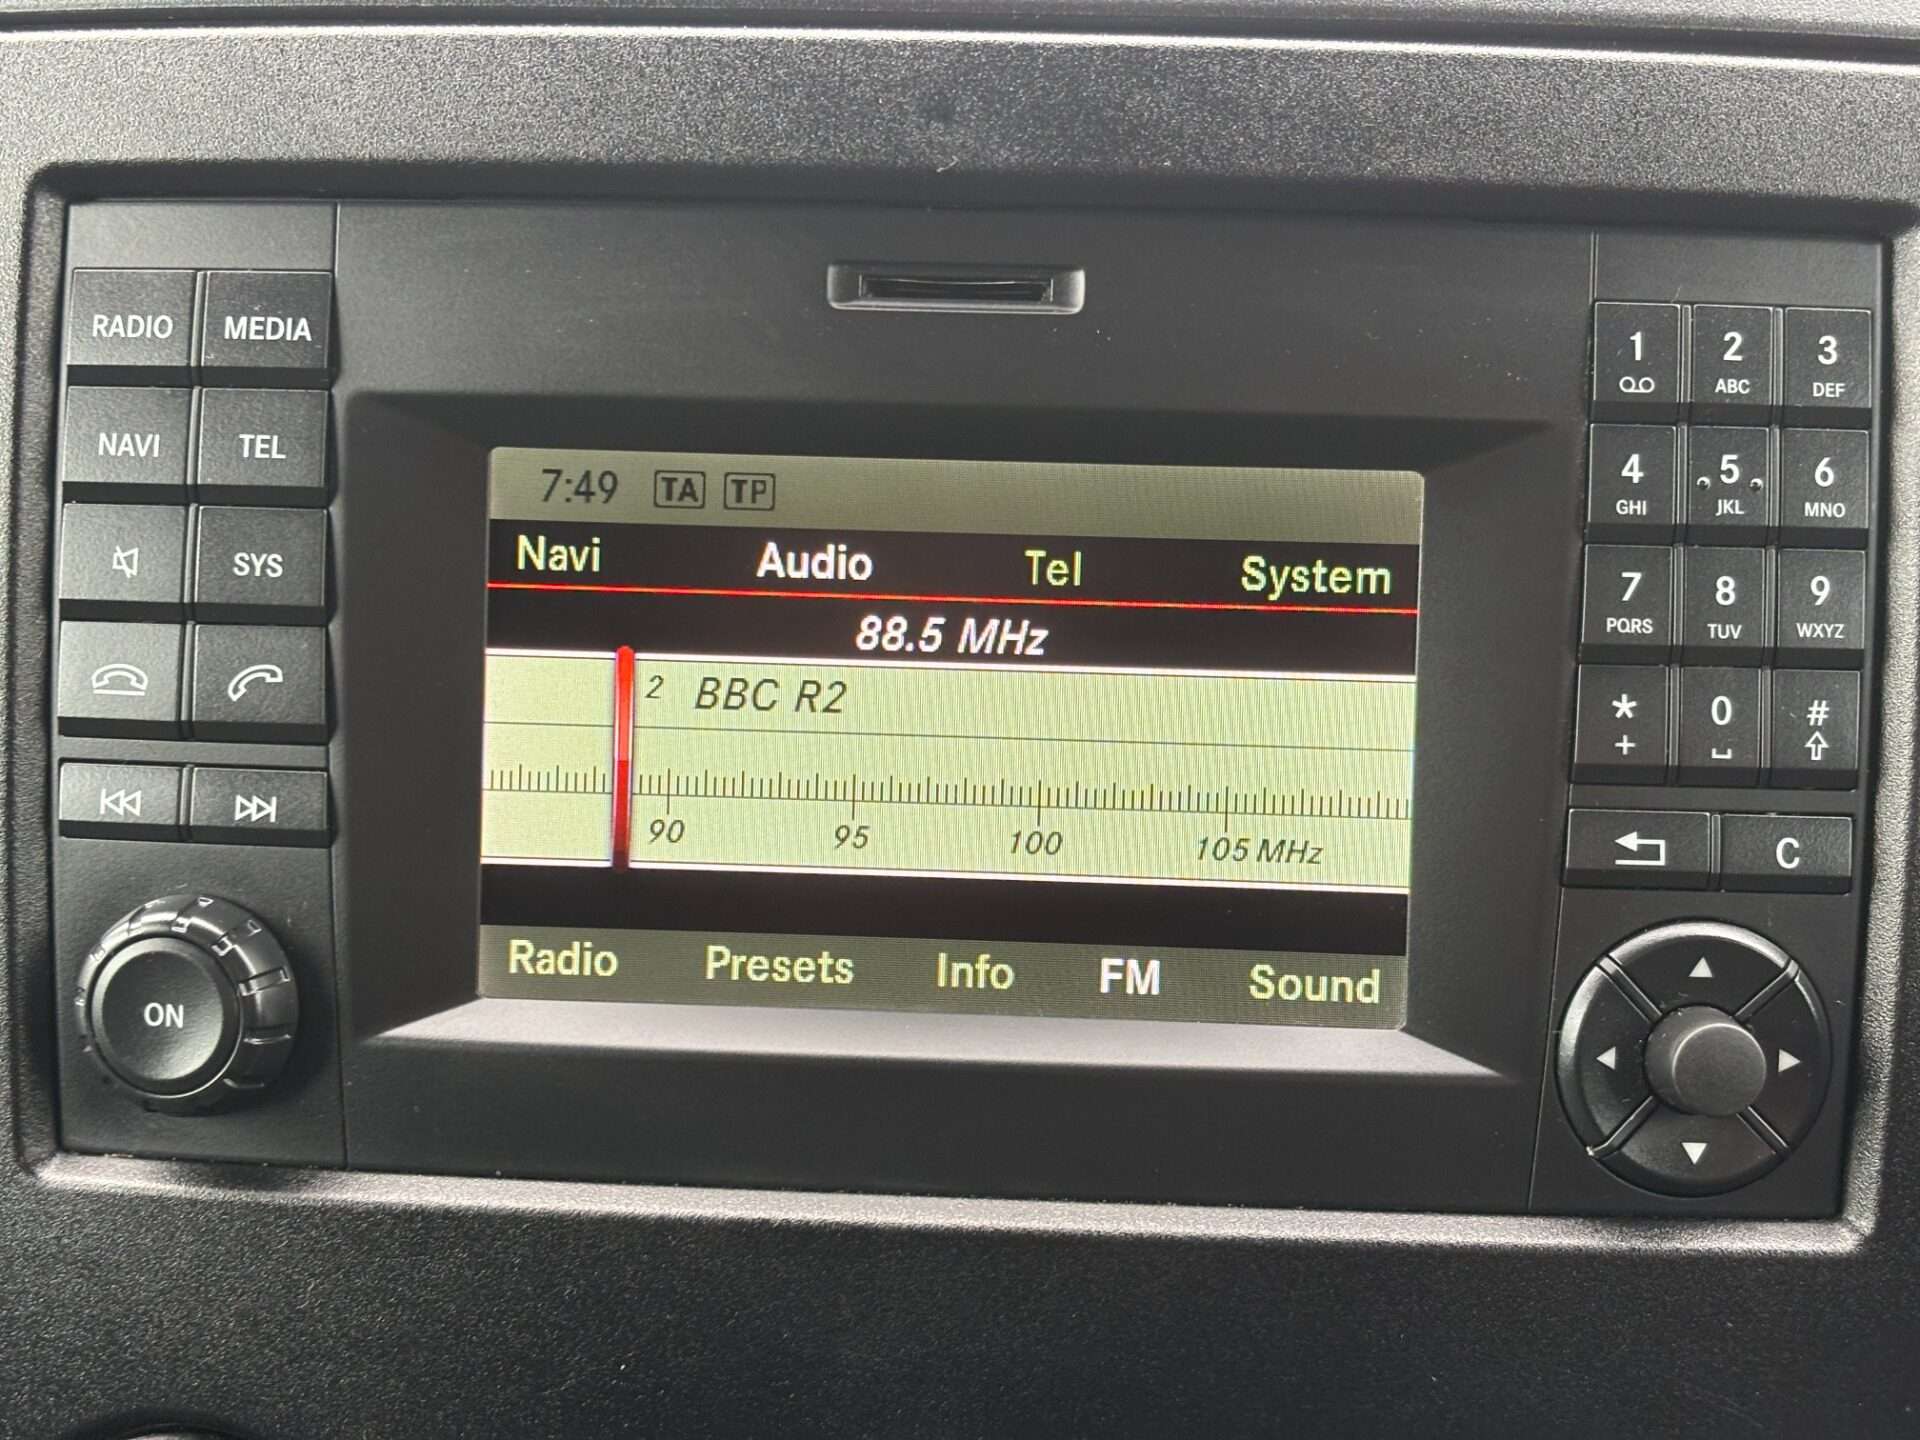 RADIO MEDIA
NAVI TEL
SYS
ON
7:49 TA TP
Navi Audio Tel System
88.5 MHz
2 BBC R2
90 95 100 105 MHz
Radio Presets Info FM Sound
1 2 3
ABC DEF
4 5 6
GHI JKL MNO
7 8 9
PQRS TUV WXYZ
* 0 #
+
C